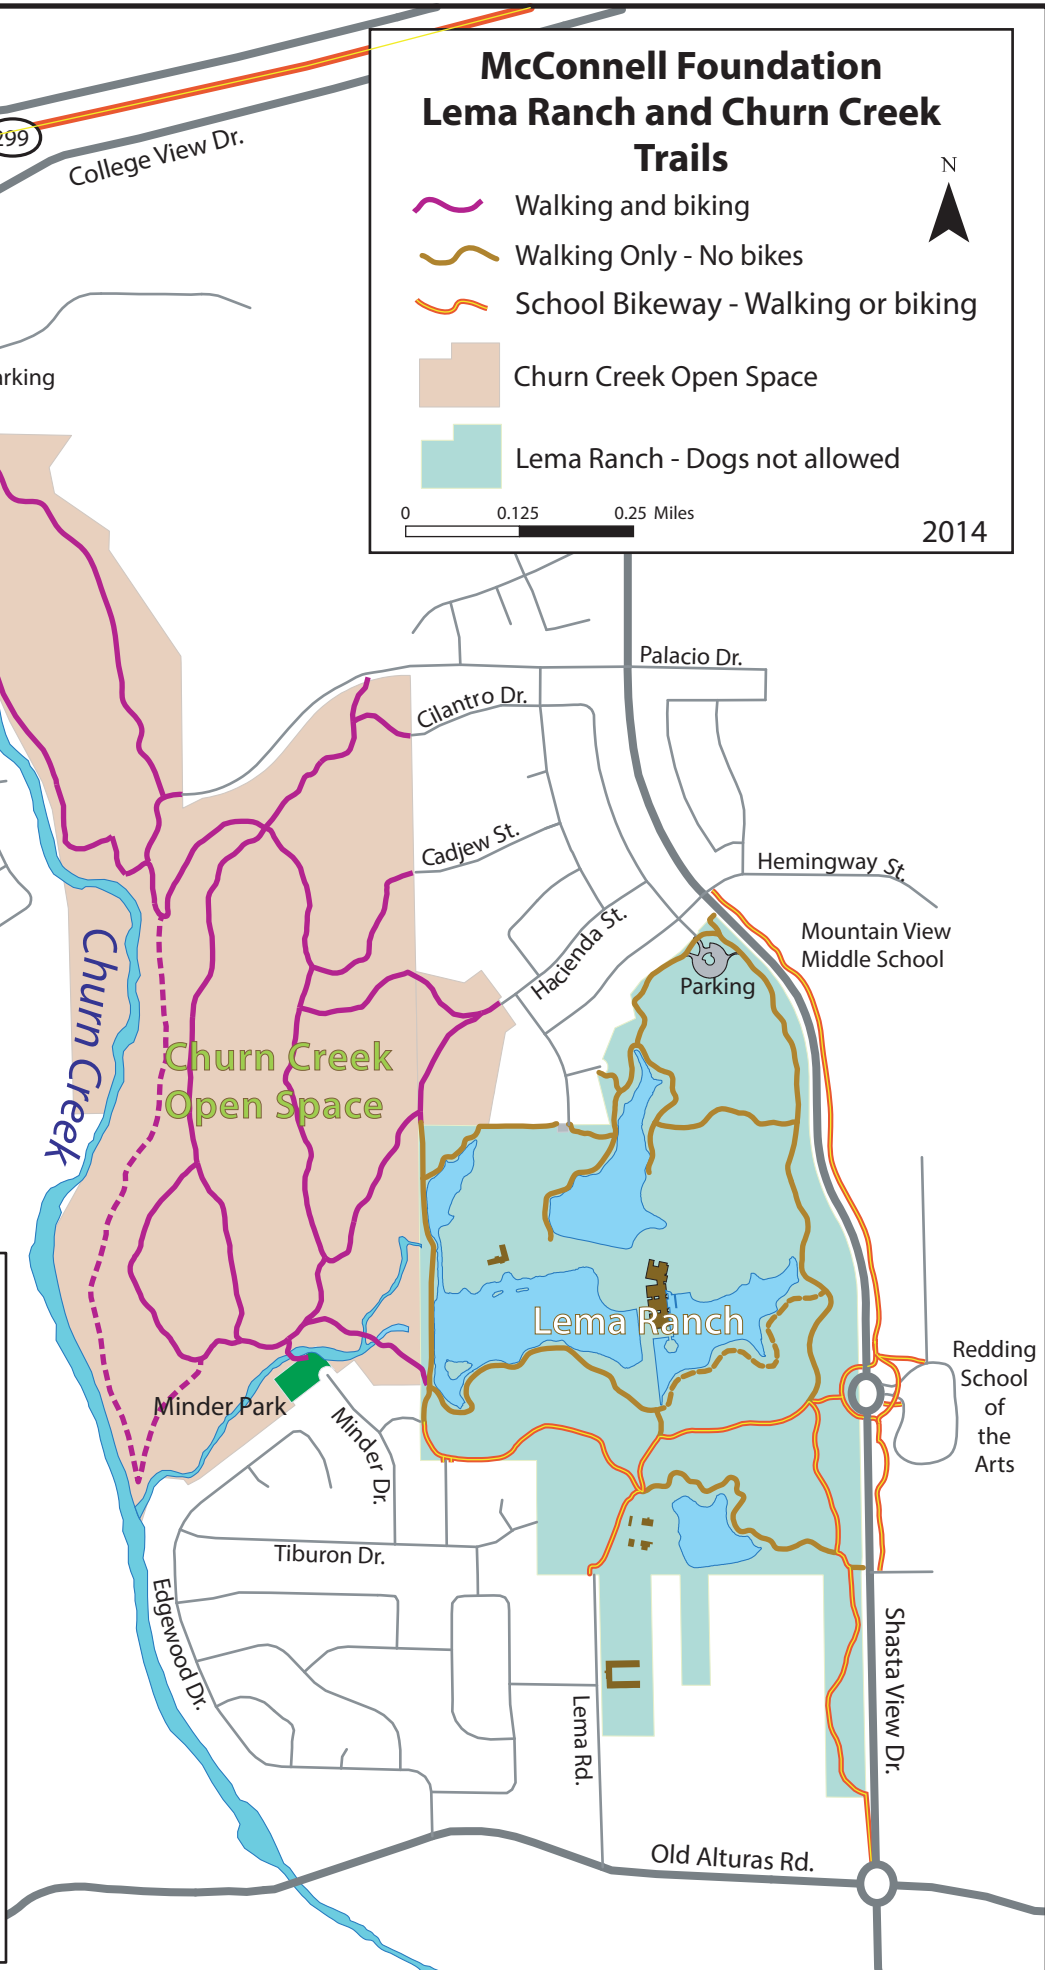 McConnell Foundation
Lema Ranch and Churn Creek
Trails
N
Walking and biking
Walking Only - No bikes
School Bikeway - Walking or biking
Churn Creek Open Space
Lema Ranch - Dogs not allowed
0 0.125 0.25 Miles
2014
299
College View Dr.
arking
Palacio Dr.
Cilantro Dr.
Cadjew St.
Hemingway St.
Hacienda St.
Mountain View
Middle School
Parking
Churn Creek
Churn Creek
Open Space
Lema Ranch
Redding
School
of
the
Arts
Minder Park
Minder Dr.
Tiburon Dr.
Edgewood Dr.
Lema Rd.
Shasta View Dr.
Old Alturas Rd.